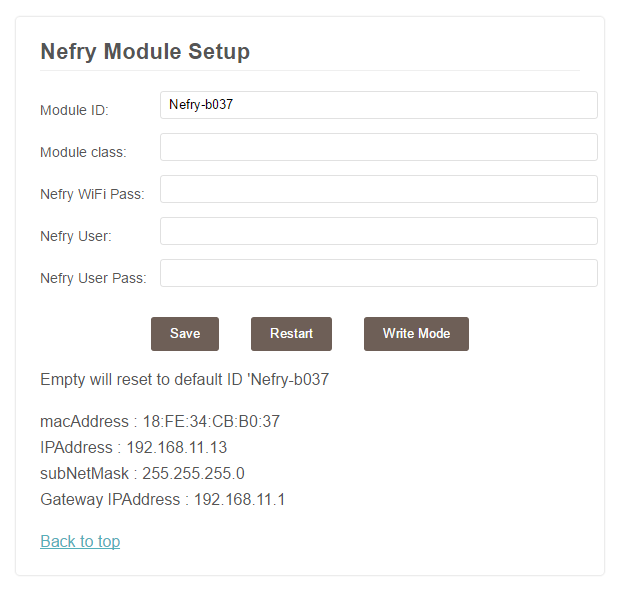 Nefry Module Setup
Module ID: Nefry-b037
Module class:
Nefry WiFi Pass:
Nefry User:
Nefry User Pass:
Save Restart Write Mode
Empty will reset to default ID 'Nefry-b037
macAddress : 18:FE:34:CB:B0:37
IPAddress : 192.168.11.13
subNetMask : 255.255.255.0
Gateway IPAddress : 192.168.11.1
Back to top